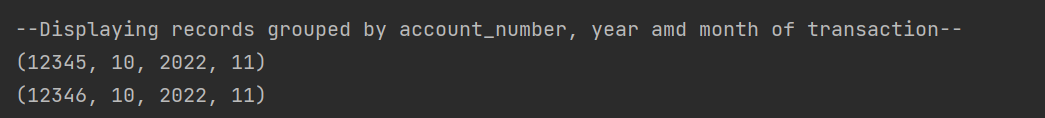 --Displaying records grouped by account_number, year amd month of transaction--
(12345, 10, 2022, 11)
(12346, 10, 2022, 11)